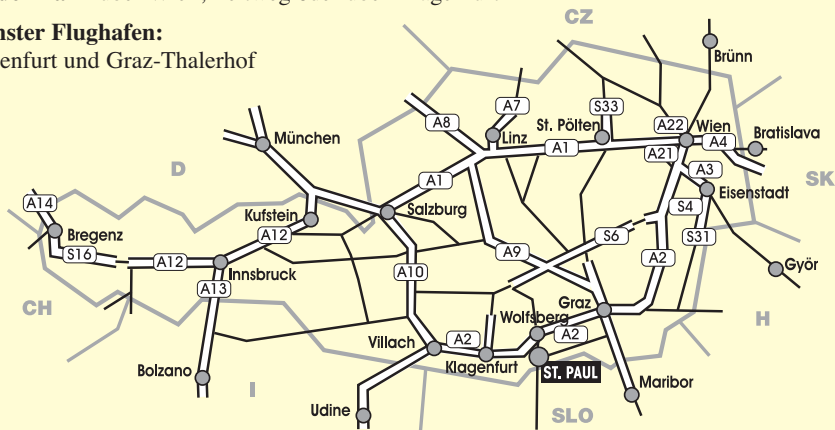 nster Flughafen:
enfurt und Graz-Thalerhof
CZ
Brünn
A7
S33
A22
A8
St. Pölten
Wien
Linz
A1
A4
Bratislava
München
A21
A3
D
A1
SK
Eisenstadt
A14
Kufstein
Salzburg
S4
Bregenz
A12
S6
S31
S16
A12
A9
A2
Györ
Innsbruck
A10
A13
CH
Graz
Wolfsberg
H
Villach
A2
A2
Klagenfurt
Bolzano
ST. PAUL
I
Maribor
Udine
SLO